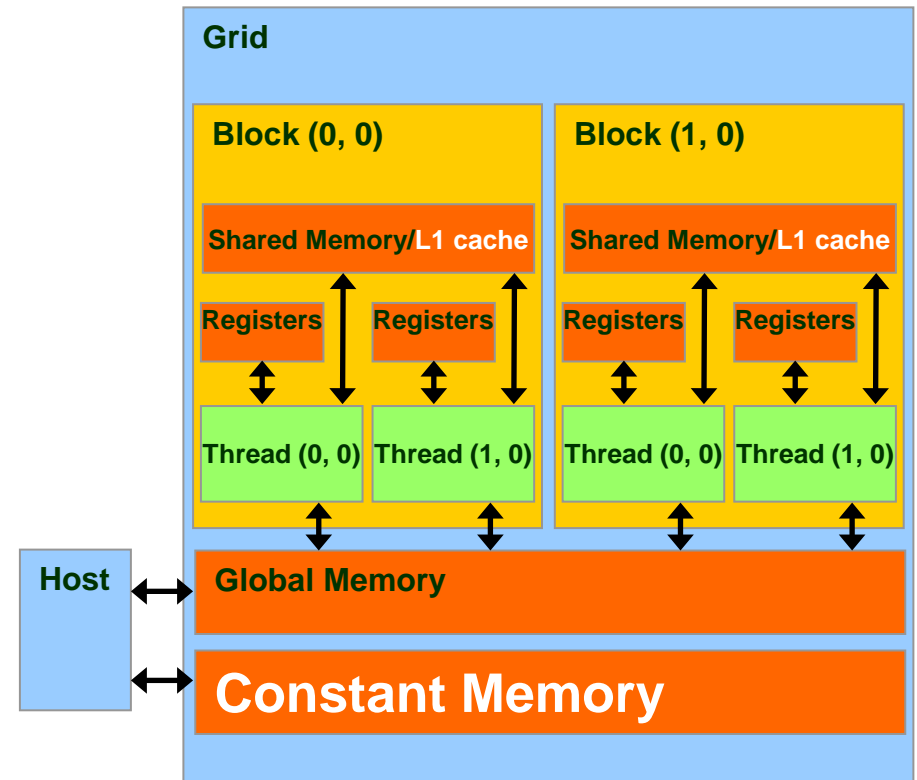 Grid
Block (0, 0)
Block (1, 0)
Shared Memory/L1 cache
Shared Memory/L1 cache
Registers
Registers
Registers
Registers
Thread (0, 0)
Thread (1, 0)
Thread (0, 0)
Thread (1, 0)
Host
Global Memory
Constant Memory